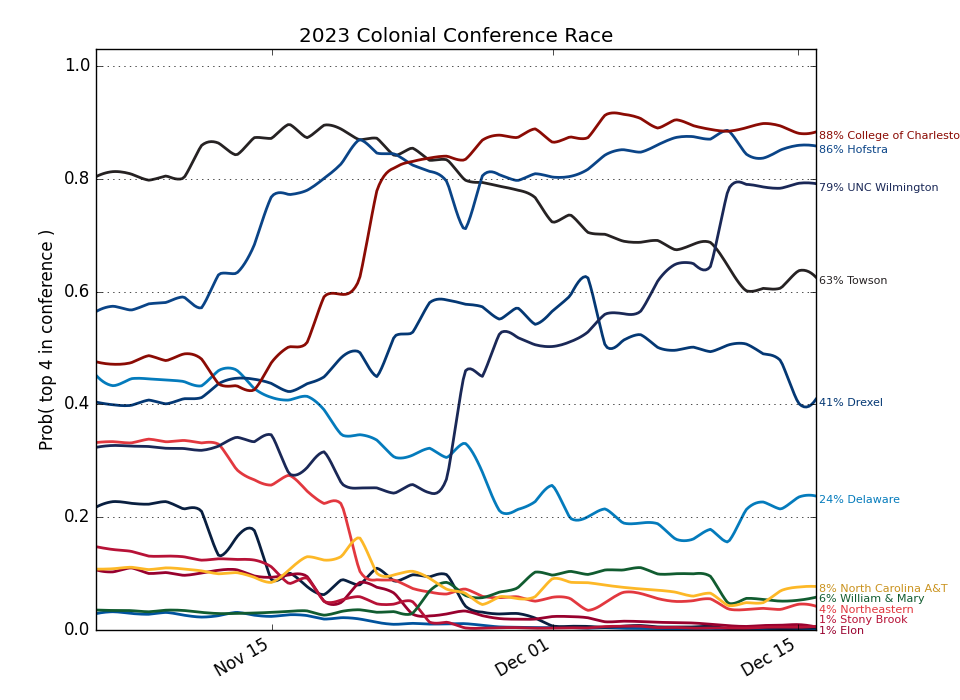 2023 Colonial Conference Race
Prob( top 4 in conference )
1.0
0.8
0.6
0.4
0.2
0.0
Nov 15
Dec 01
Dec 15
88% College of Charlesto
86% Hofstra
79% UNC Wilmington
63% Towson
41% Drexel
24% Delaware
8% North Carolina A&T
6% William & Mary
4% Northeastern
1% Stony Brook
1% Elon